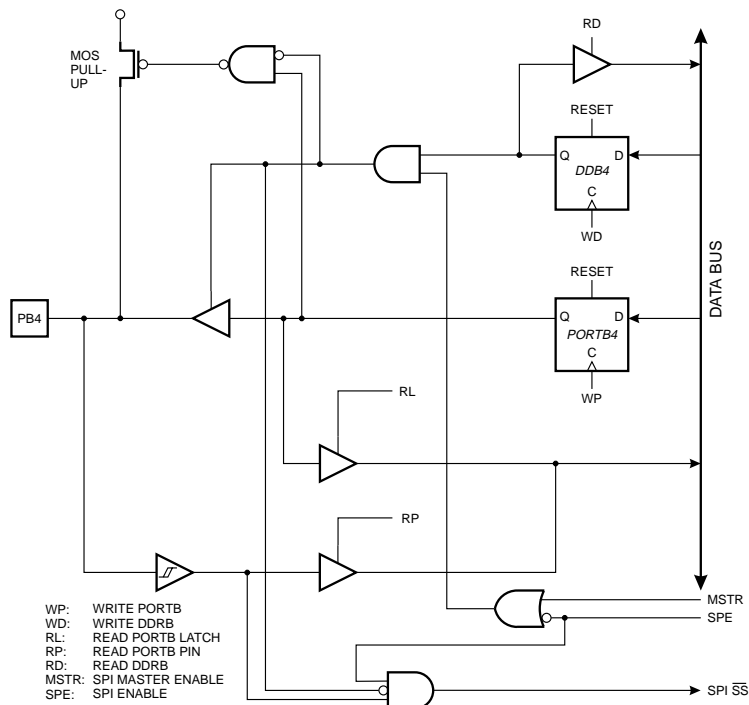 MOS
PULL-
UP
RD
RESET
Q D
DDB4
C
WD
RESET
PB4
Q D
PORTB4
C
WP
DATA BUS
RL
RP
MSTR
SPE
SPI S̅S̅
WP: WRITE PORTB
WD: WRITE DDRB
RL: READ PORTB LATCH
RP: READ PORTB PIN
RD: READ DDRB
MSTR: SPI MASTER ENABLE
SPE: SPI ENABLE